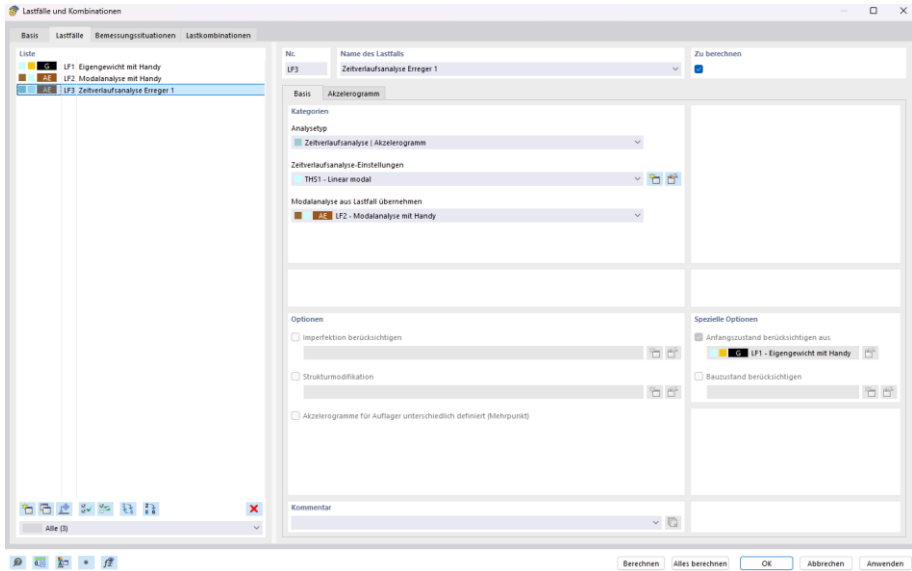 Lastfälle und Kombinationen
Basis Lastfälle Bemessungssituationen Lastkombinationen
Liste
G LF1 Eigengewicht mit Handy
AE LF2 Modalanalyse mit Handy
AE LF3 Zeitverlaufsanalyse Erreger 1
Alle (3)
Nr.
LF3
Name des Lastfalls
Zeitverlaufsanalyse Erreger 1
Zu berechnen
Basis Akzelerogramm
Kategorien
Analysetyp
Zeitverlaufsanalyse | Akzelerogramm
Zeitverlaufsanalyse-Einstellungen
THS1 - Linear modal
Modalanalyse aus Lastfall übernehmen
AE LF2 - Modalanalyse mit Handy
Optionen
Imperfektion berücksichtigen
Strukturmodifikation
Akzelerogramme für Auflager unterschiedlich definiert (Mehrpunkt)
Spezielle Optionen
Anfangszustand berücksichtigen aus
G LF1 - Eigengewicht mit Handy
Bauzustand berücksichtigen
Kommentar
Berechnen Alles berechnen OK Abbrechen Anwenden